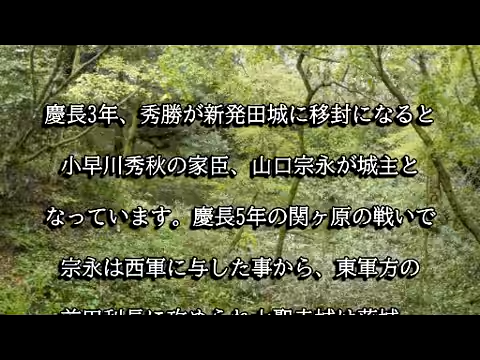 慶長3年、秀勝が新発田城に移封になると
小早川秀秋の家臣、山口宗永が城主と
なっています。慶長5年の関ヶ原の戦いで
宗永は西軍に与した事から、東軍方の